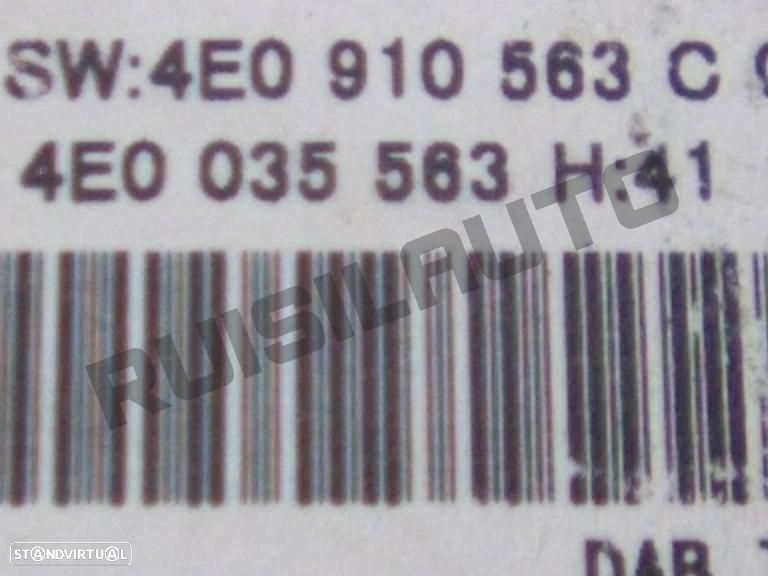 SW:4E0 910 563 C
4E0 035 563 H:41
RUISILAUTO
DAB
STANDVIRTUAL